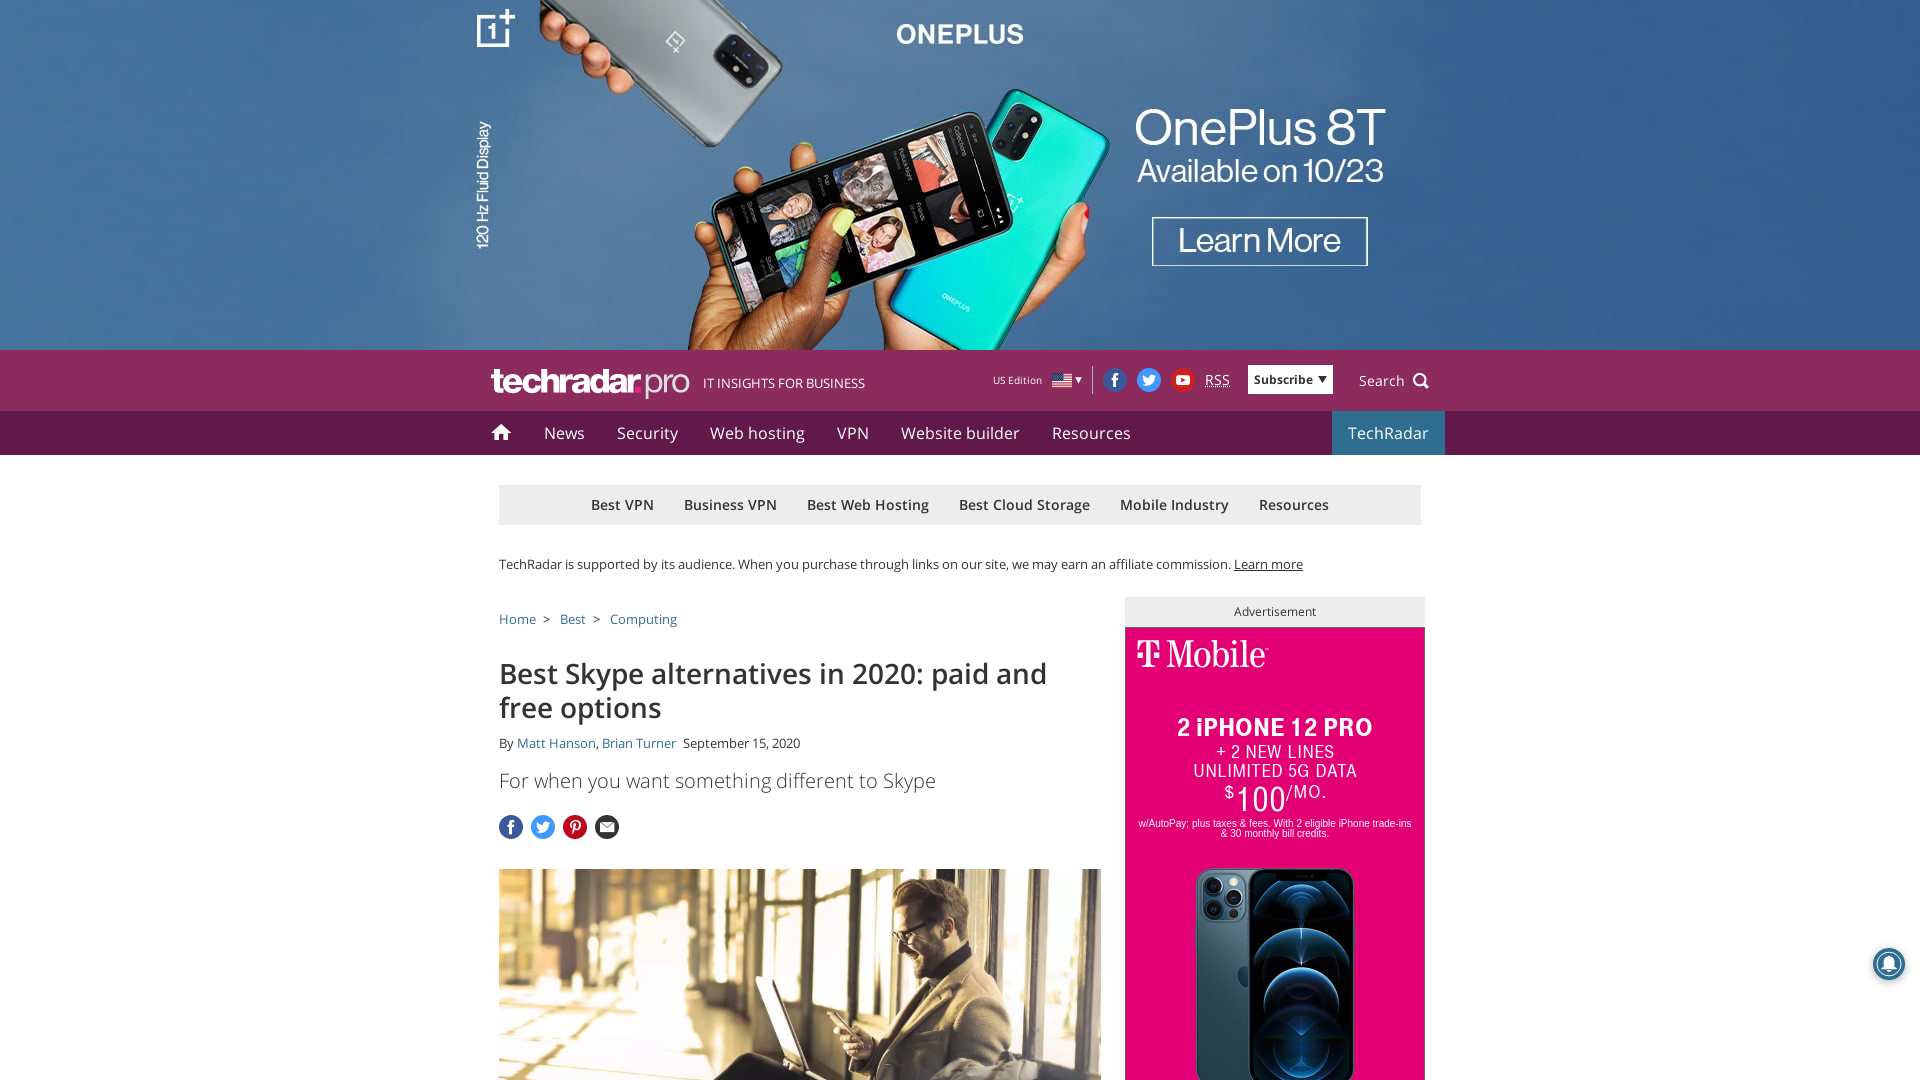 ONEPLUS
120 Hz Fluid Display
OnePlus 8T
Available on 10/23
Learn More
ONEPLUS
techradar.pro IT INSIGHTS FOR BUSINESS
US Edition ▼ RSS Subscribe ▼ Search
News Security Web hosting VPN Website builder Resources TechRadar
Best VPN Business VPN Best Web Hosting Best Cloud Storage Mobile Industry Resources
TechRadar is supported by its audience. When you purchase through links on our site, we may earn an affiliate commission. Learn more
Home > Best > Computing
Best Skype alternatives in 2020: paid and
free options
By Matt Hanson, Brian Turner September 15, 2020
For when you want something different to Skype
Advertisement
T Mobile
2 iPHONE 12 PRO
+ 2 NEW LINES
UNLIMITED 5G DATA
$100/MO.
w/AutoPay; plus taxes & fees. With 2 eligible iPhone trade-ins
& 30 monthly bill credits.